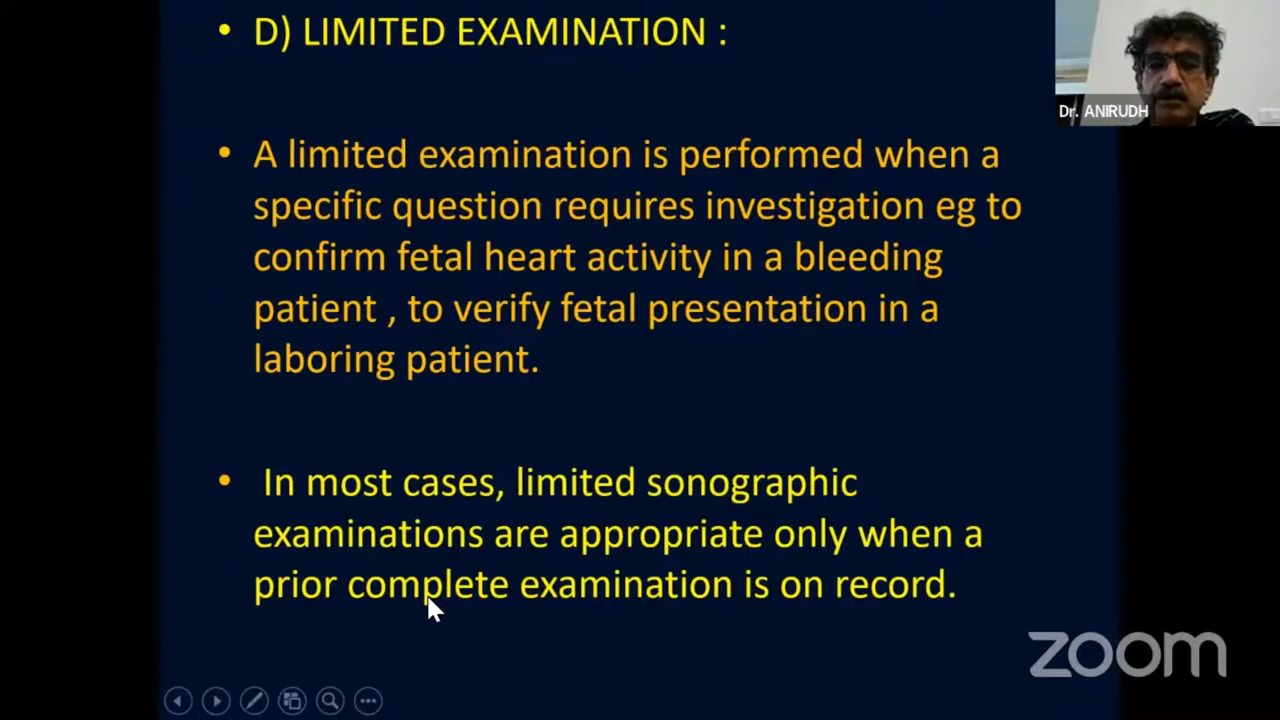 • D) LIMITED EXAMINATION :
• A limited examination is performed when a
specific question requires investigation eg to
confirm fetal heart activity in a bleeding
patient , to verify fetal presentation in a
laboring patient.
• In most cases, limited sonographic
examinations are appropriate only when a
prior complete examination is on record.
Dr. ANIRUDH
zoom